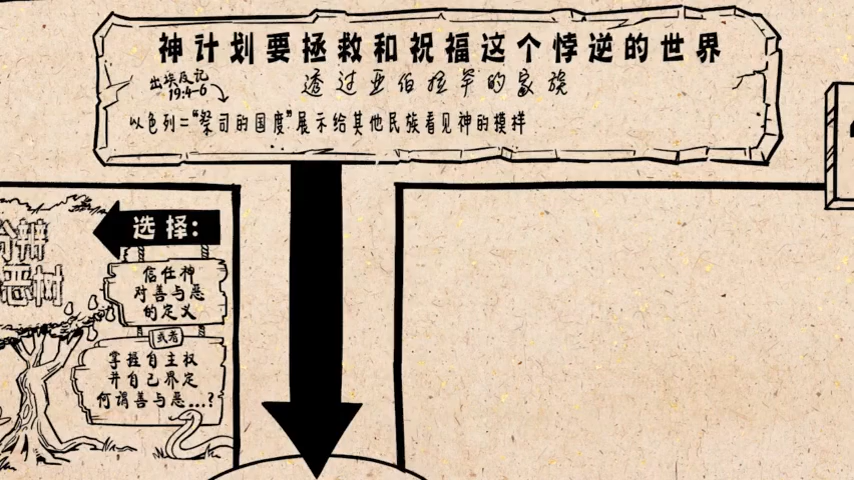 神计划要拯救和祝福这个悖逆的世界
透过亚伯拉罕的家族
出埃及记
19:4-6
以色列="祭司的国度"展示给其他民族看见神的模样
选择:
辩
恶树
信任神
对善与恶
的定义
或者
掌握自主权
并自己界定
何谓善与恶...?